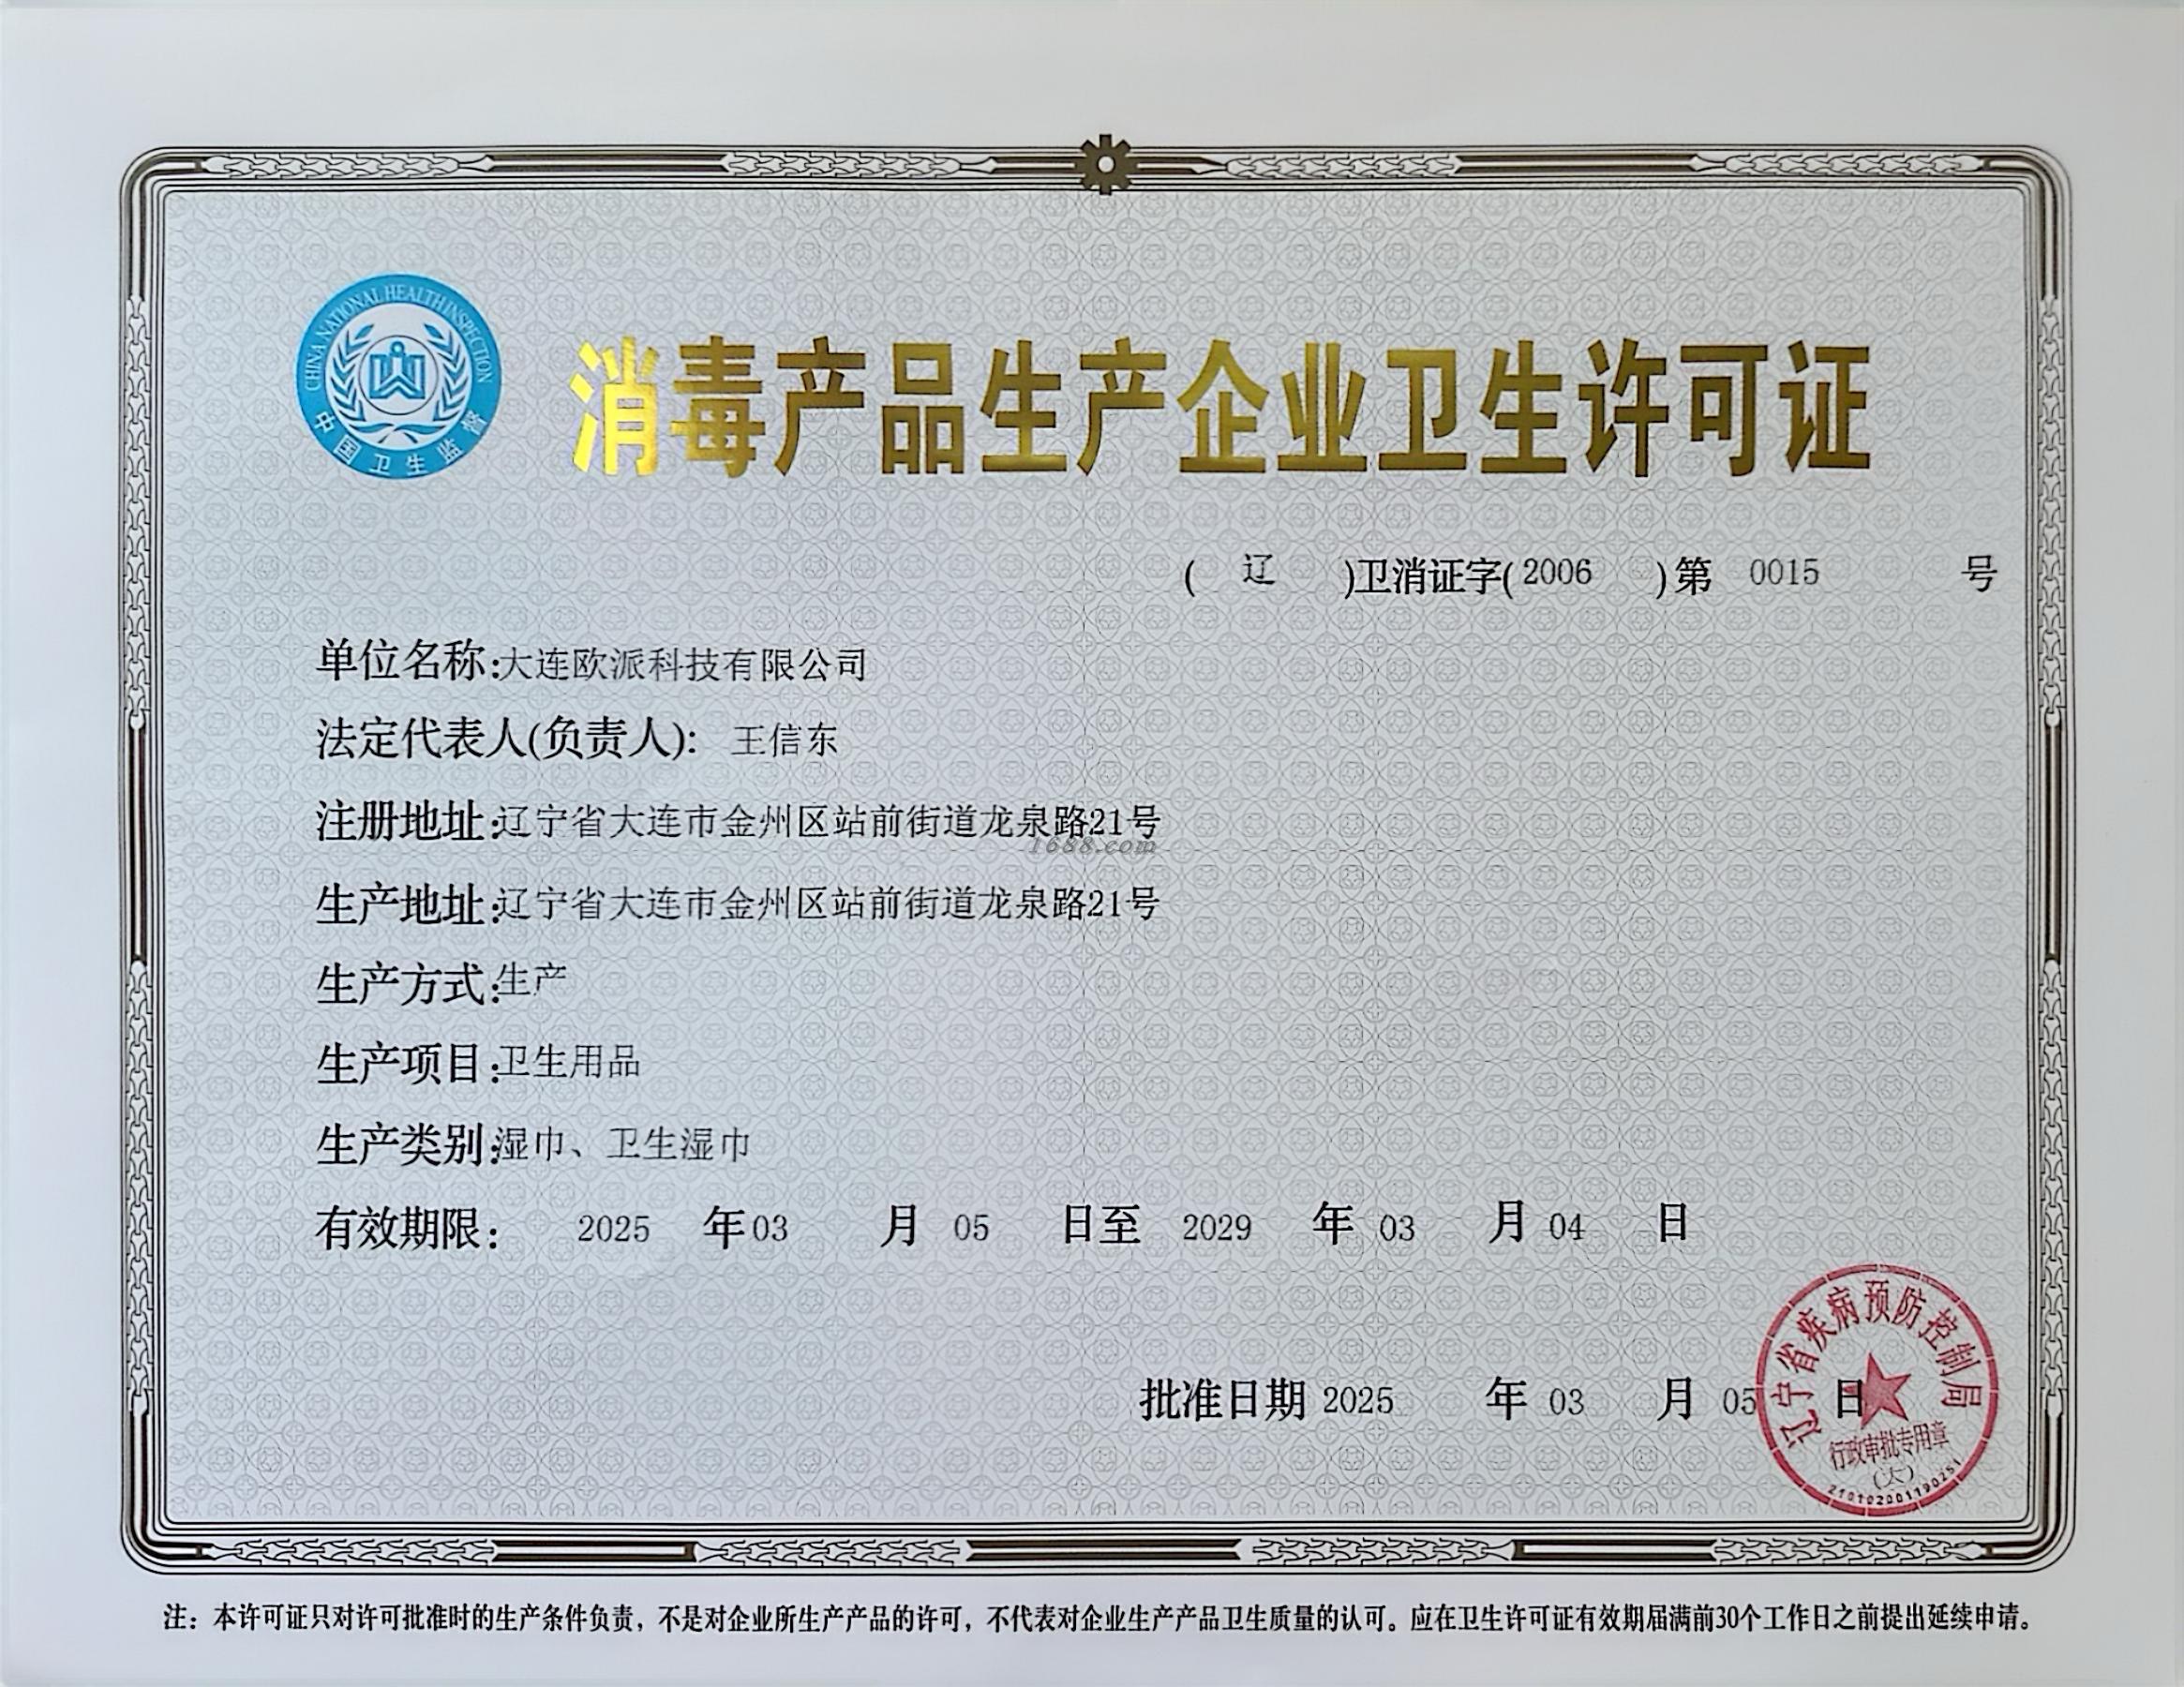 CHINA NATIONAL HEALTH INSPECTION
中国卫生监督
消毒产品生产企业卫生许可证
( 辽 )卫消证字( 2006 )第 0015 号
单位名称:大连欧派科技有限公司
法定代表人(负责人): 王信东
注册地址:辽宁省大连市金州区站前街道龙泉路21号
1688.com
生产地址:辽宁省大连市金州区站前街道龙泉路21号
生产方式:生产
生产项目:卫生用品
生产类别:湿巾、卫生湿巾
有效期限: 2025 年 03 月 05 日至 2029 年 03 月 04 日
批准日期 2025 年 03 月 05 日
辽宁省疾病预防控制局
行政审批专用章
(大)
210102001190251
注：本许可证只对许可批准时的生产条件负责，不是对企业所生产产品的许可，不代表对企业生产产品卫生质量的认可。应在卫生许可证有效期届满前30个工作日之前提出延续申请。